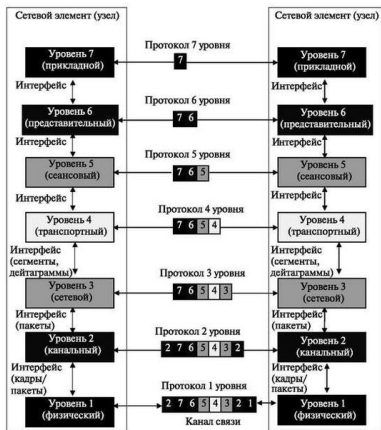 Сетевой элемент (узел)
Сетевой элемент (узел)
Уровень 7
(прикладной)
Протокол 7 уровня
7
Уровень 7
(прикладной)
Интерфейс
Интерфейс
Уровень 6
(представительный)
Протокол 6 уровня
7 6
Уровень 6
(представительный)
Интерфейс
Интерфейс
Уровень 5
(сеансовый)
Протокол 5 уровня
7 6 5
Уровень 5
(сеансовый)
Интерфейс
Интерфейс
Уровень 4
(транспортный)
Протокол 4 уровня
7 6 5 4
Уровень 4
(транспортный)
Интерфейс
(сегменты,
дейтаграммы)
Интерфейс
(сегменты,
дейтаграммы)
Уровень 3
(сетевой)
Протокол 3 уровня
7 6 5 4 3
Уровень 3
(сетевой)
Интерфейс
(пакеты)
Интерфейс
(пакеты)
Уровень 2
(канальный)
Протокол 2 уровня
2 7 6 5 4 3 2
Уровень 2
(канальный)
Интерфейс
(кадры/
пакеты)
Интерфейс
(кадры/
пакеты)
Уровень 1
(физический)
Протокол 1 уровня
1 2 7 6 5 4 3 2 1
Канал связи
Уровень 1
(физический)